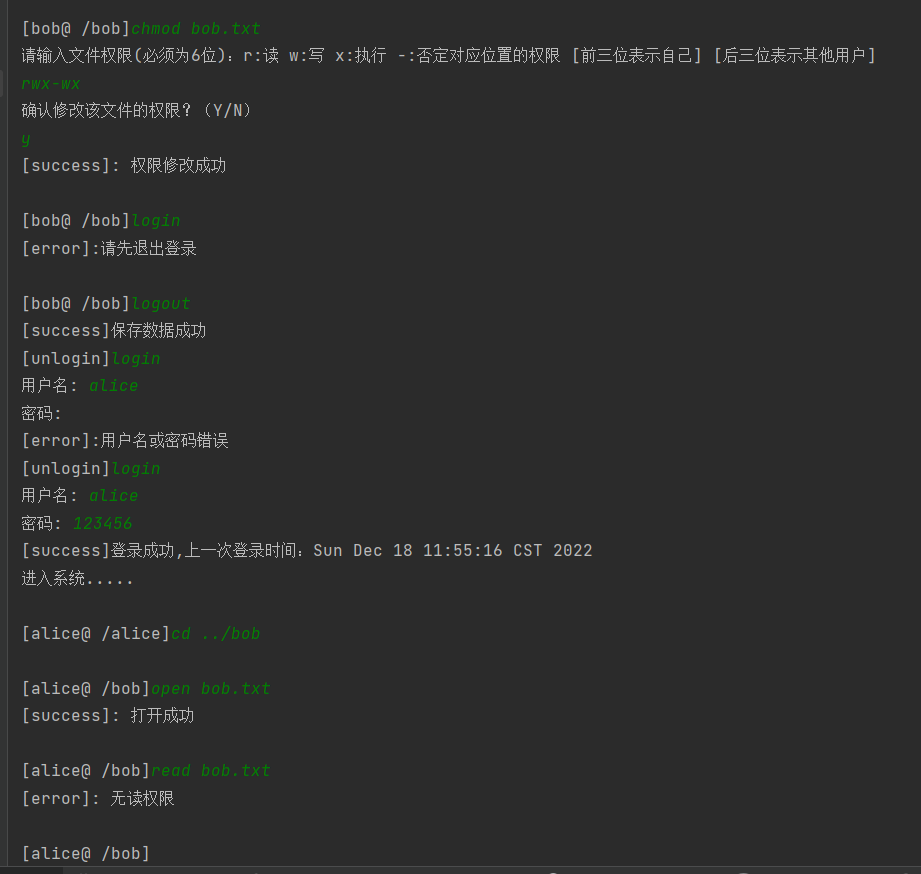 [bob@ /bob]chmod bob.txt
请输入文件权限(必须为6位): r:读 w:写 x:执行 -:否定对应位置的权限 [前三位表示自己] [后三位表示其他用户]
rwx-wx
确认修改该文件的权限? (Y/N)
y
[success]: 权限修改成功
[bob@ /bob]login
[error]:请先退出登录
[bob@ /bob]logout
[success]保存数据成功
[unlogin]login
用户名: alice
密码:
[error]:用户名或密码错误
[unlogin]login
用户名: alice
密码: 123456
[success]登录成功,上一次登录时间: Sun Dec 18 11:55:16 CST 2022
进入系统.....
[alice@ /alice]cd ../bob
[alice@ /bob]open bob.txt
[success]: 打开成功
[alice@ /bob]read bob.txt
[error]: 无读权限
[alice@ /bob]